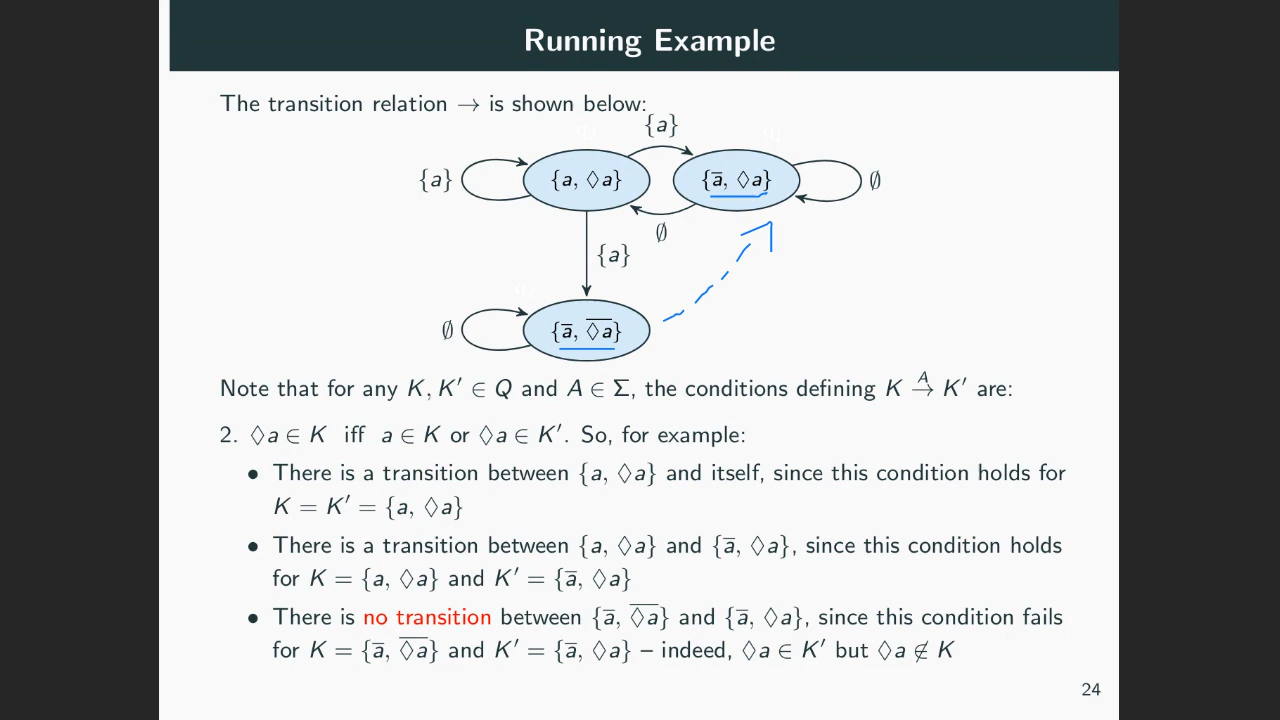 Running Example
The transition relation → is shown below:
{a}
{a} {a, ◊a} {a̅, ◊a} ∅
∅
{a}
∅ {a̅, ◊̅a̅}
Note that for any K, K′ ∈ Q and A ∈ Σ, the conditions defining K →ᴬ K′ are:
2. ◊a ∈ K iff a ∈ K or ◊a ∈ K′. So, for example:
• There is a transition between {a, ◊a} and itself, since this condition holds for
K = K′ = {a, ◊a}
• There is a transition between {a, ◊a} and {a̅, ◊a}, since this condition holds
for K = {a, ◊a} and K′ = {a̅, ◊a}
• There is no transition between {a̅, ◊̅a̅} and {a̅, ◊a}, since this condition fails
for K = {a̅, ◊̅a̅} and K′ = {a̅, ◊a} – indeed, ◊a ∈ K′ but ◊a ∉ K
24